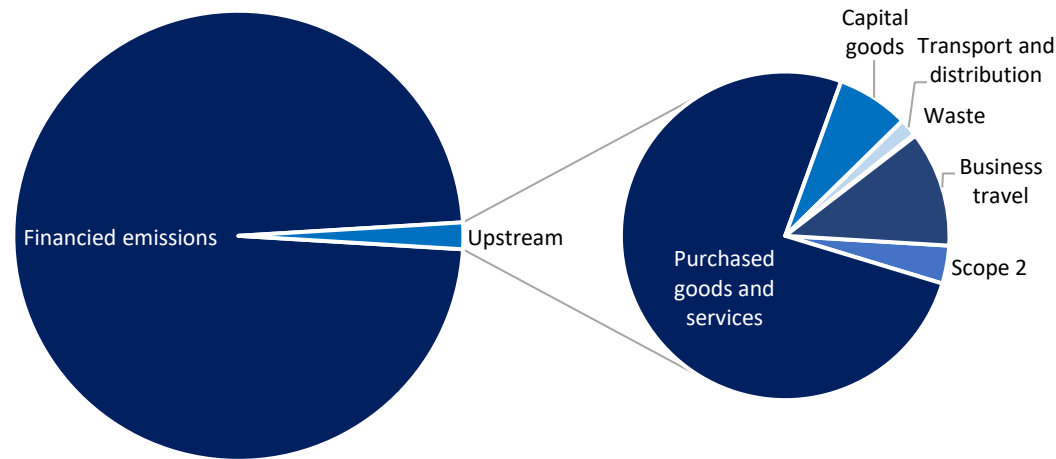 Financied emissions
Upstream
Capital
goods
Transport and
distribution
Waste
Business
travel
Scope 2
Purchased
goods and
services